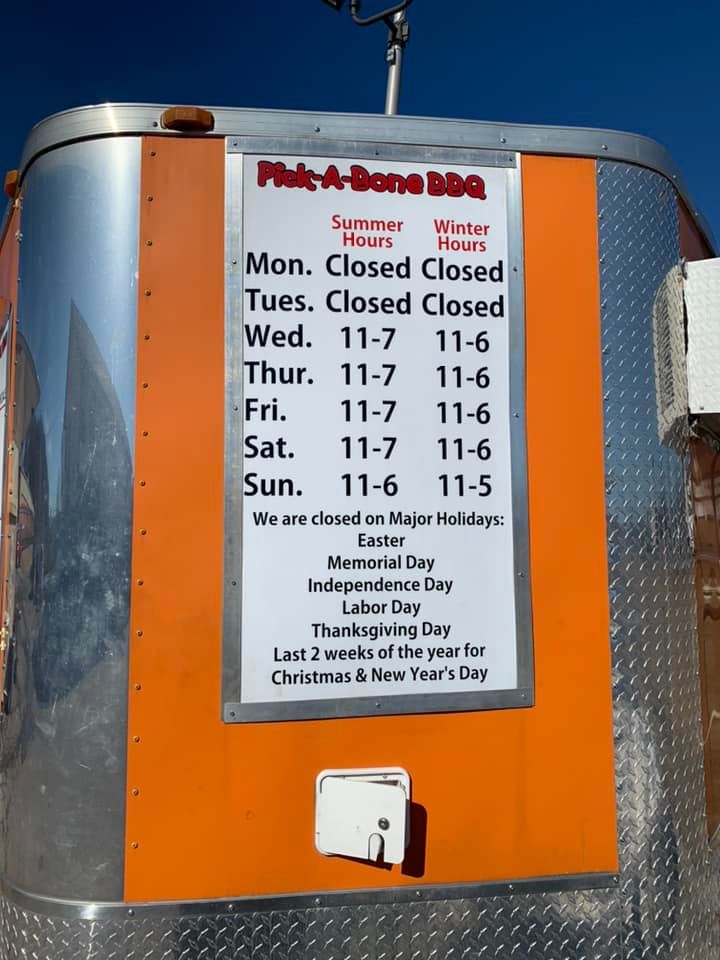 Pick-A-Bone BBQ
Summer Hours Winter Hours
Mon. Closed Closed
Tues. Closed Closed
Wed. 11-7 11-6
Thur. 11-7 11-6
Fri. 11-7 11-6
Sat. 11-7 11-6
Sun. 11-6 11-5
We are closed on Major Holidays:
Easter
Memorial Day
Independence Day
Labor Day
Thanksgiving Day
Last 2 weeks of the year for
Christmas & New Year's Day